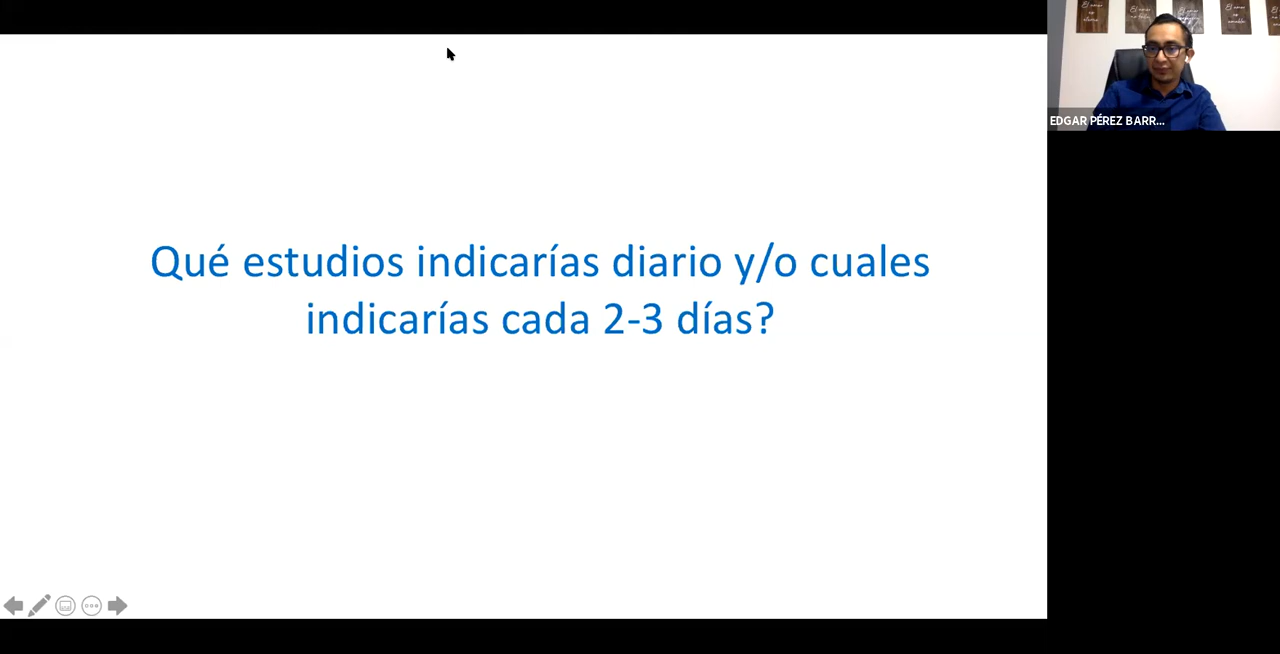 Qué estudios indicarías diario y/o cuales
indicarías cada 2-3 días?
EDGAR PÉREZ BARR...